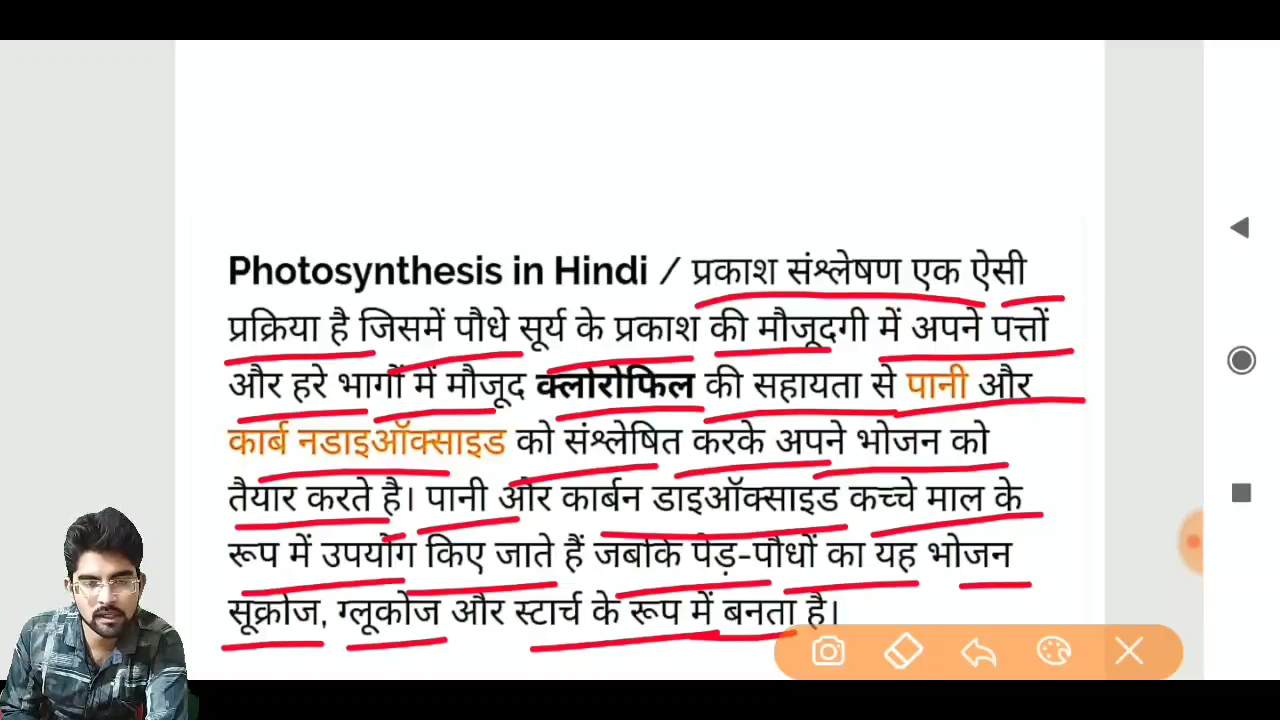 Photosynthesis in Hindi / प्रकाश संश्लेषण एक ऐसी
प्रक्रिया है जिसमें पौधे सूर्य के प्रकाश की मौजूदगी में अपने पत्तों
और हरे भागों में मौजूद क्लोरोफिल की सहायता से पानी और
कार्ब नडाइऑक्साइड को संश्लेषित करके अपने भोजन को
तैयार करते है। पानी और कार्बन डाइऑक्साइड कच्चे माल के
रूप में उपयोग किए जाते हैं जबकि पेड़-पौधों का यह भोजन
सूक्रोज, ग्लूकोज और स्टार्च के रूप में बनता है।